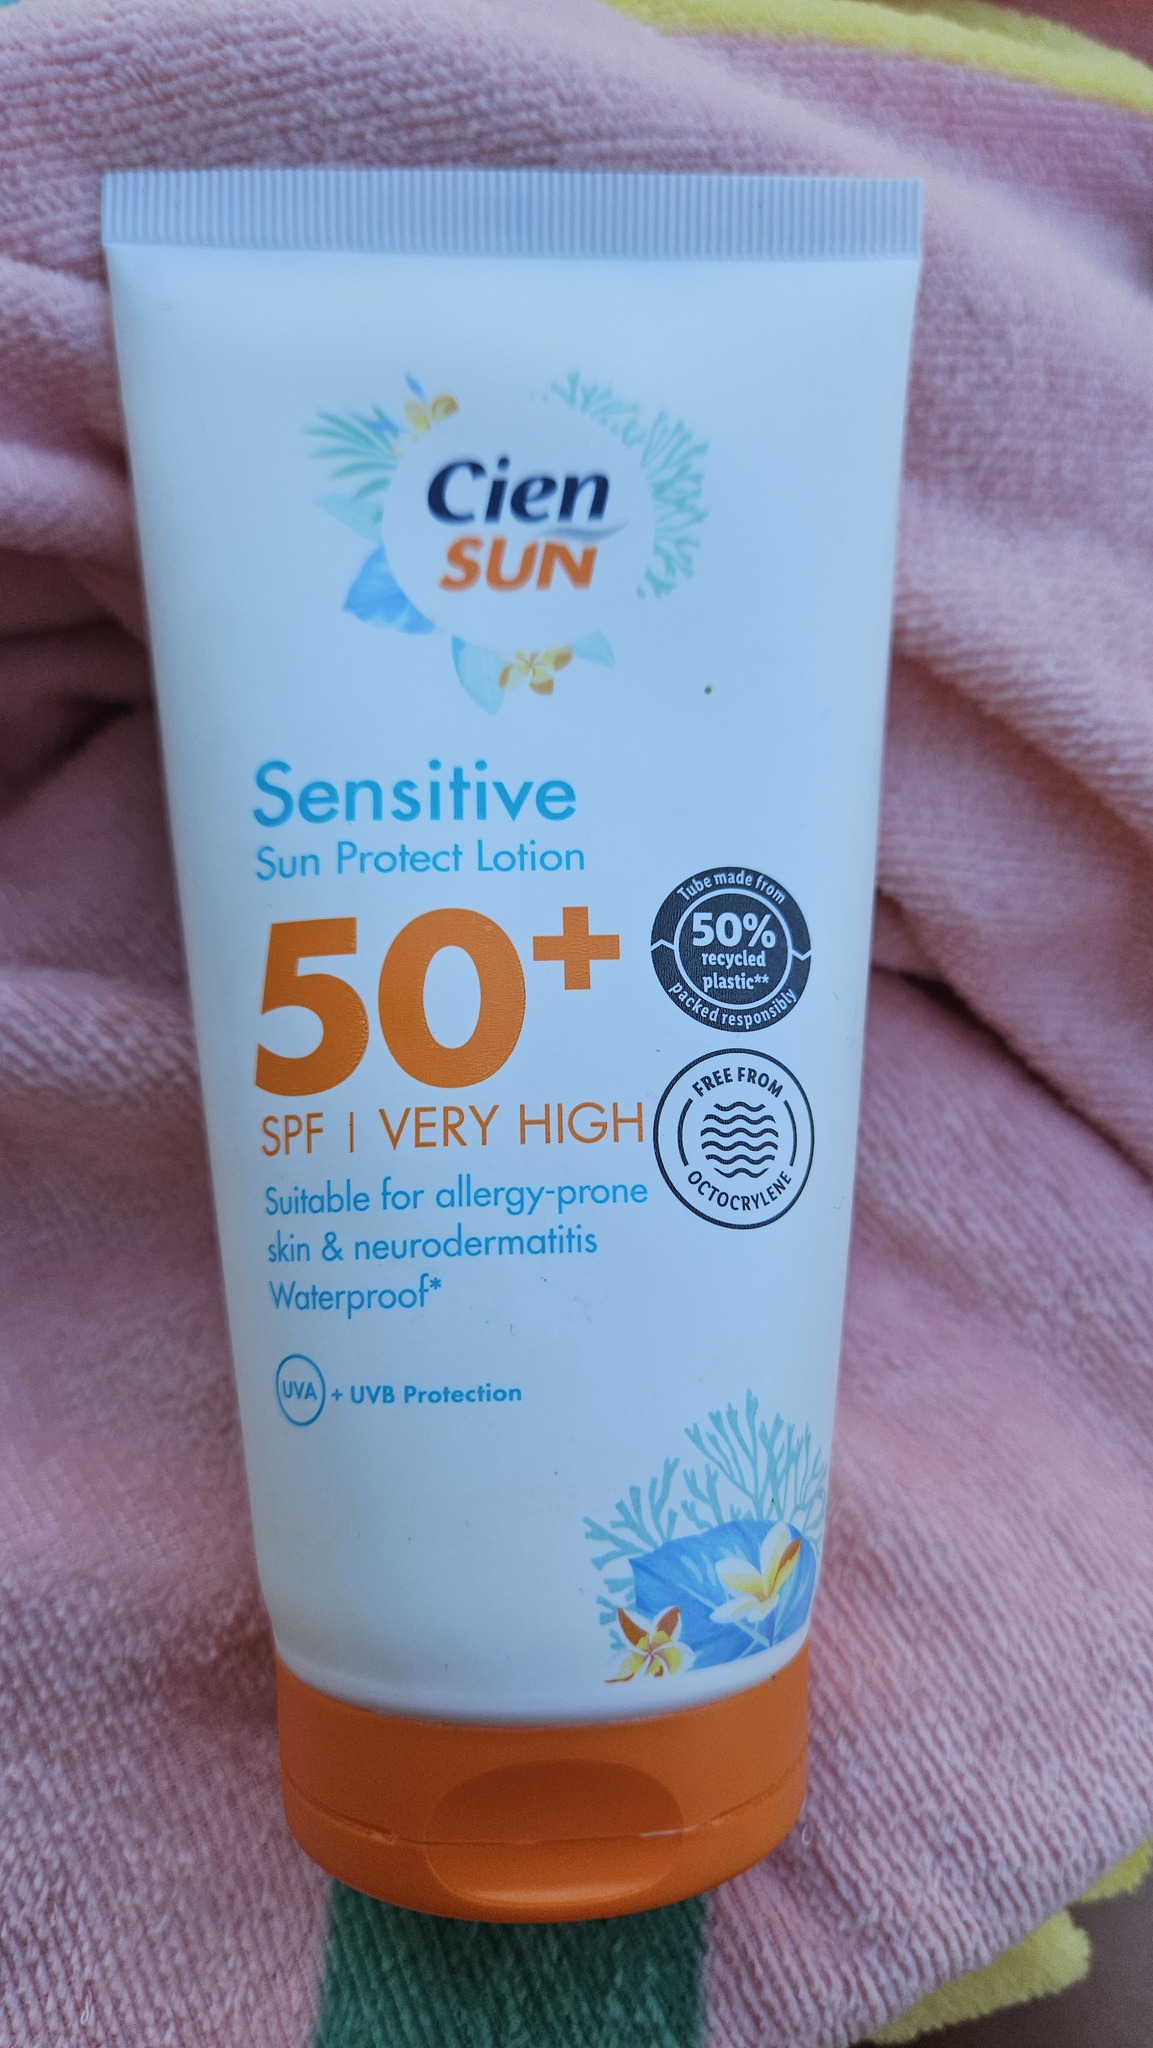 Cien
SUN
Sensitive
Sun Protect Lotion
50+
SPF | VERY HIGH
Suitable for allergy-prone
skin & neurodermatitis
Waterproof*
UVA + UVB Protection
Tube made from
50%
recycled
plastic**
packed responsibly
FREE FROM
OCTOCRYLENE